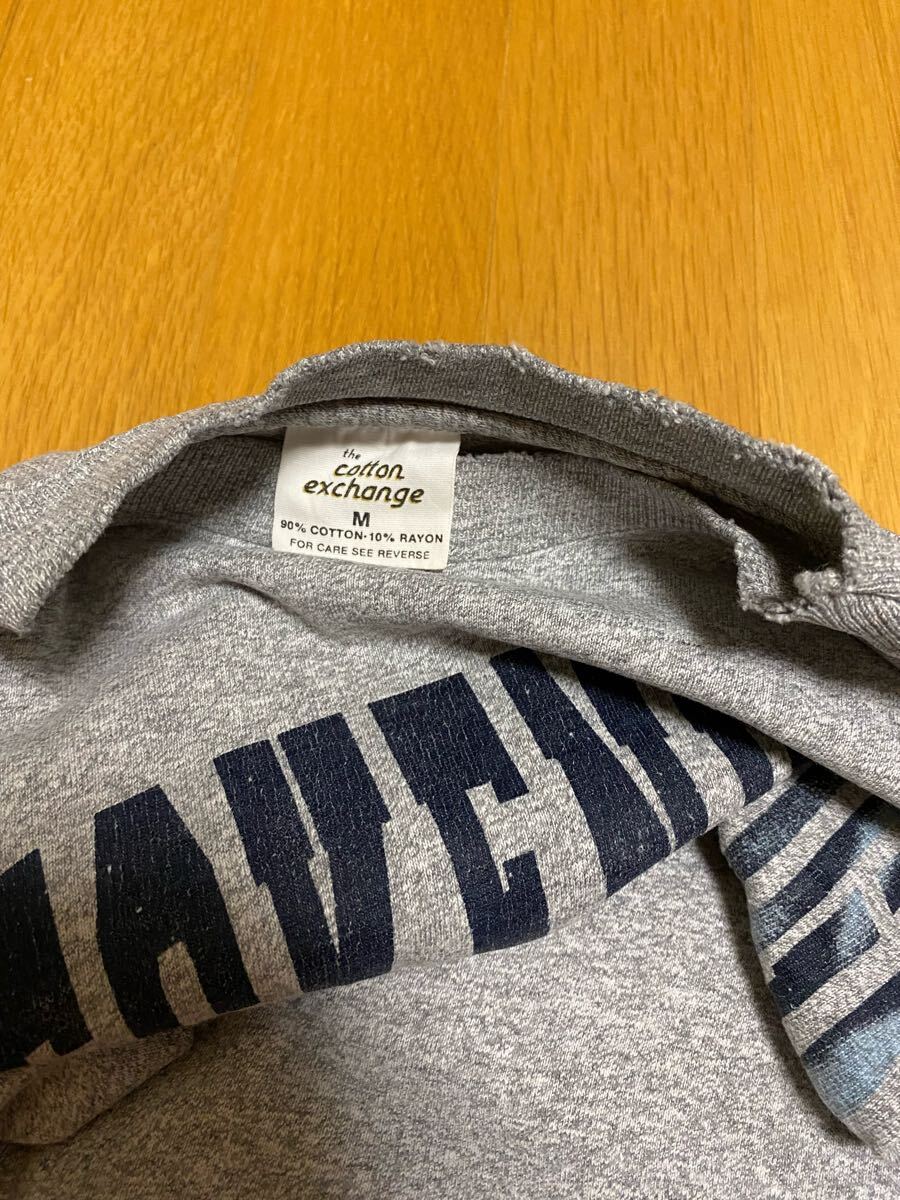 the
cotton
exchange
M
90% COTTON·10% RAYON
FOR CARE SEE REVERSE